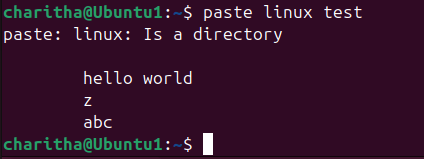 charitha@Ubuntu1:~$ paste linux test
paste: linux: Is a directory
hello world
z
abc
charitha@Ubuntu1:~$